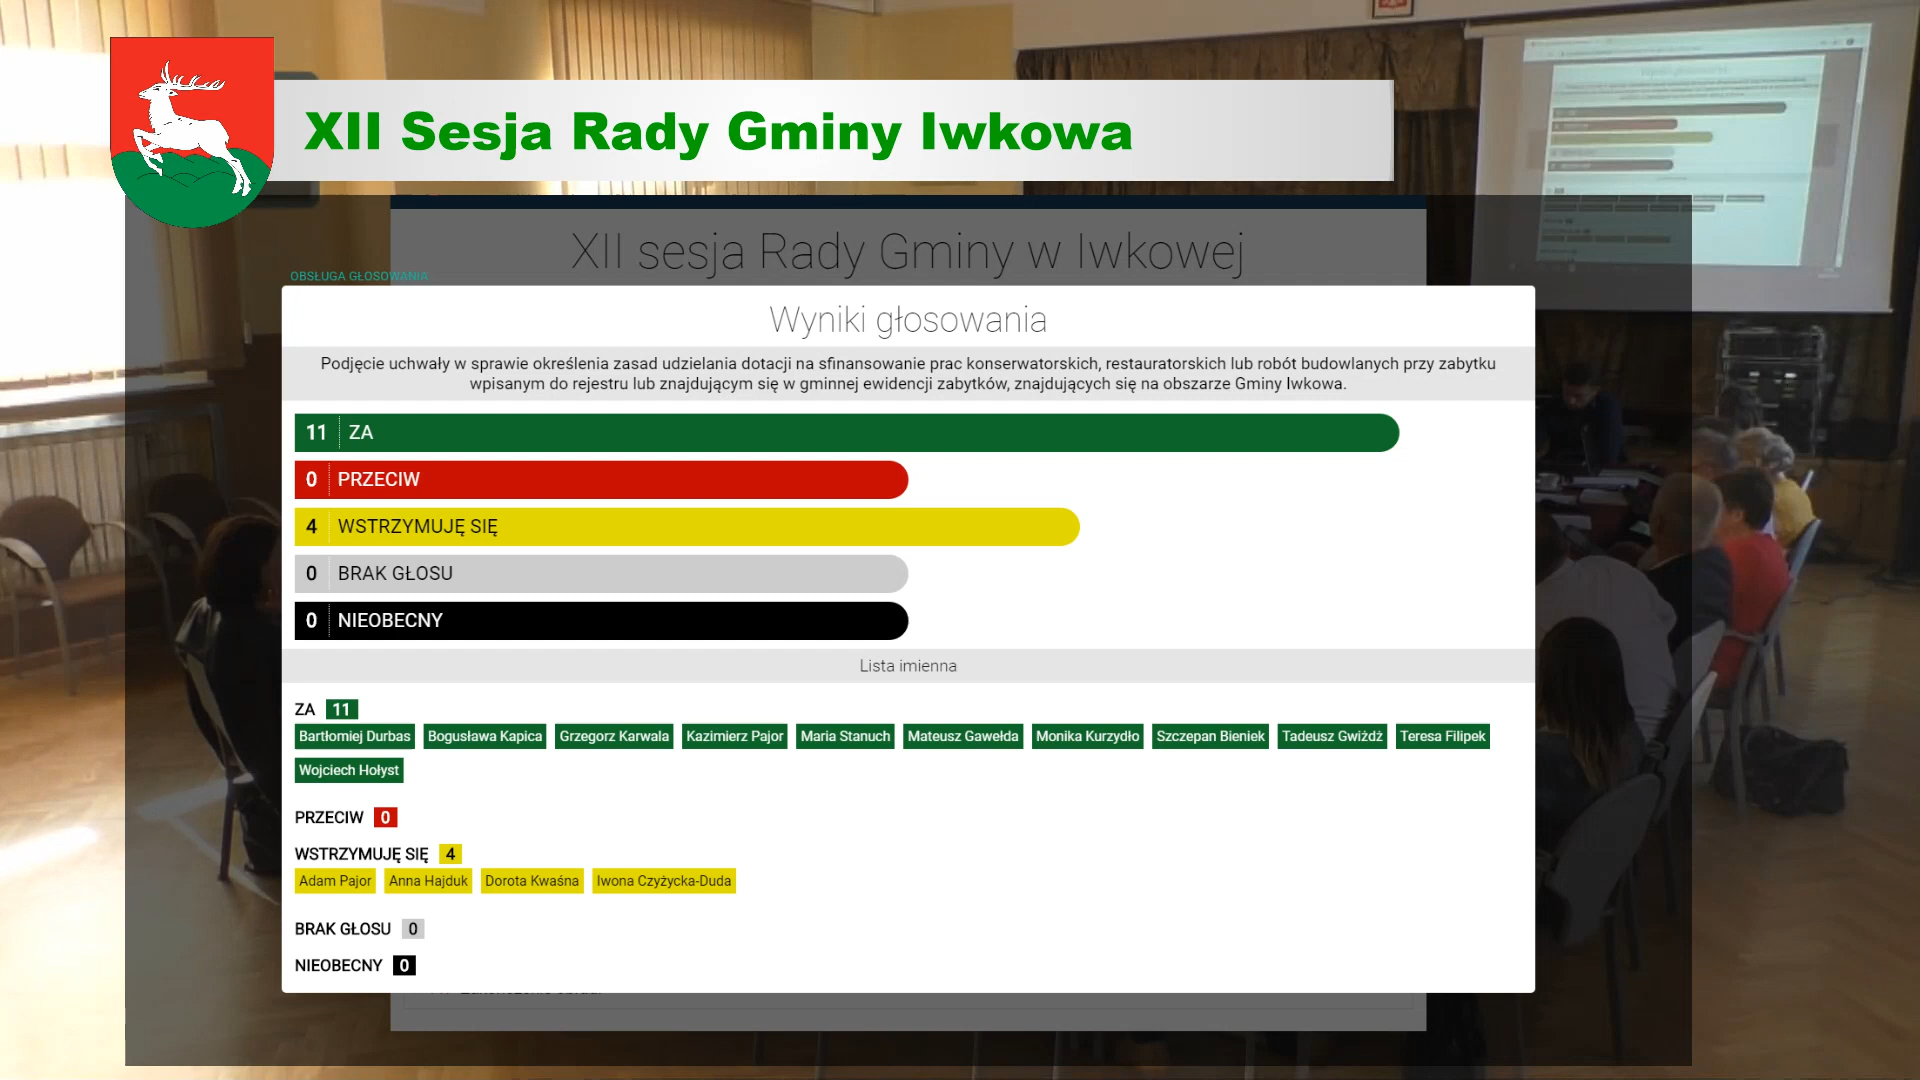 XII Sesja Rady Gminy Iwkowa
XII sesja Rady Gminy w Iwkowej
OBSŁUGA GŁOSOWANIA
Wyniki głosowania
Podjęcie uchwały w sprawie określenia zasad udzielania dotacji na sfinansowanie prac konserwatorskich, restauratorskich lub robót budowlanych przy zabytku
wpisanym do rejestru lub znajdującym się w gminnej ewidencji zabytków, znajdujących się na obszarze Gminy Iwkowa.
11 ZA
0 PRZECIW
4 WSTRZYMUJĘ SIĘ
0 BRAK GŁOSU
0 NIEOBECNY
Lista imienna
ZA 11
Bartłomiej Durbas Bogusława Kapica Grzegorz Karwala Kazimierz Pajor Maria Stanuch Mateusz Gawełda Monika Kurzydło Szczepan Bieniek Tadeusz Gwiżdż Teresa Filipek
Wojciech Hołyst
PRZECIW 0
WSTRZYMUJĘ SIĘ 4
Adam Pajor Anna Hajduk Dorota Kwaśna Iwona Czyżycka-Duda
BRAK GŁOSU 0
NIEOBECNY 0